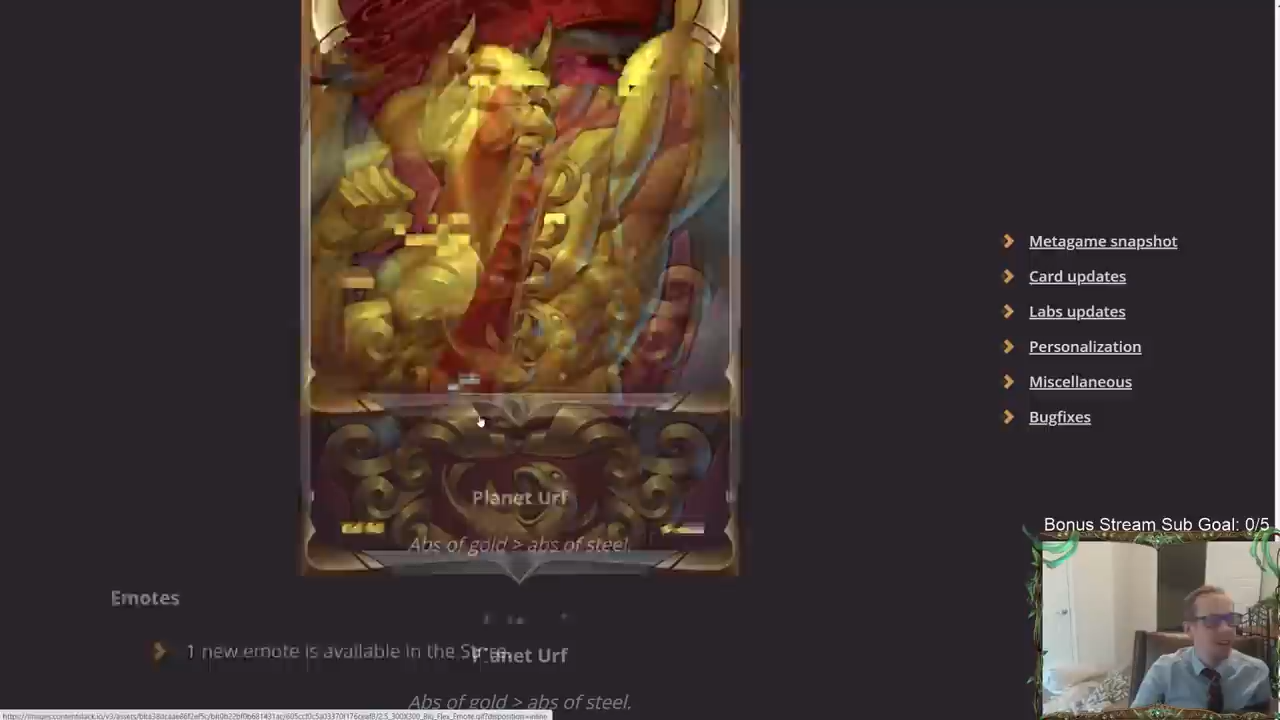 Metagame snapshot
Card updates
Labs updates
Personalization
Miscellaneous
Bugfixes
Planet Urf
Abs of gold > abs of steel.
Bonus Stream Sub Goal: 0/5
Emotes
1 new emote is available in the
Planet Urf
Abs of gold > abs of steel.